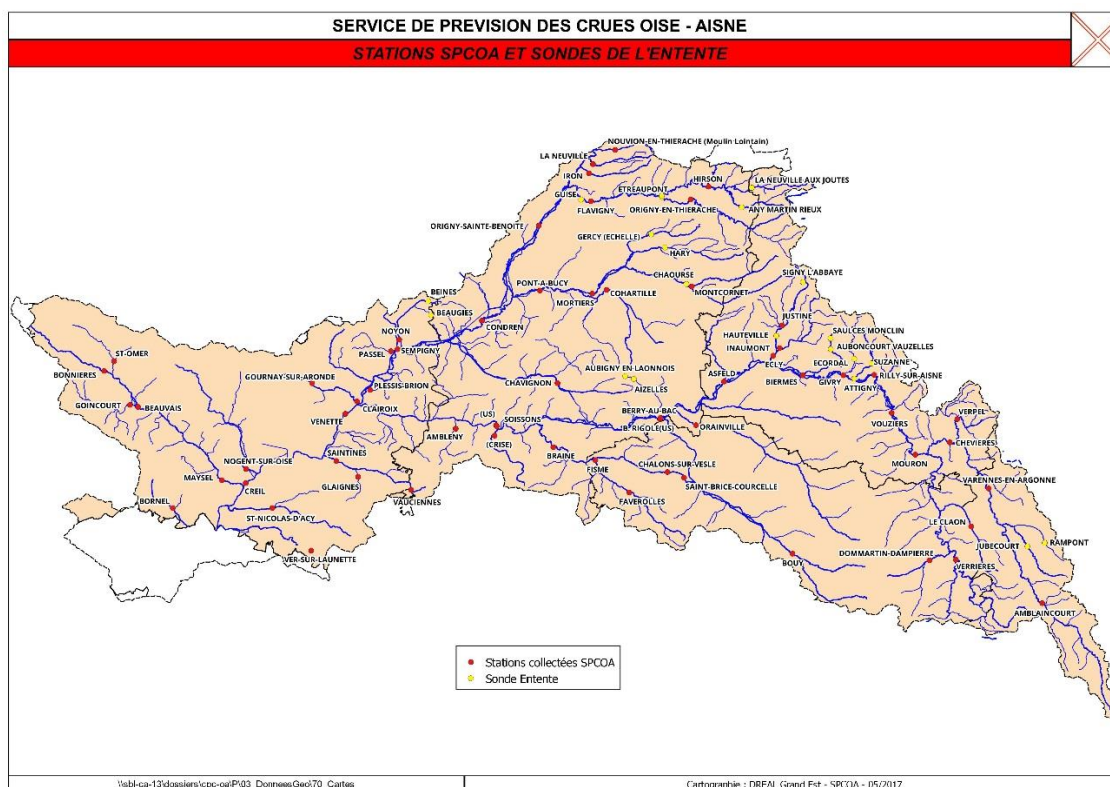 SERVICE DE PREVISION DES CRUES OISE - AISNE
STATIONS SPCOA ET SONDES DE L'ENTENTE
NOUVION-EN-THIERACHE (Moulin Lointain)
LA NEUVILLE
IRON
HIRSON
LA NEUVILLE AUX JOUTES
GUISE
ETREAUPONT
FLAVIGNY
ORIGNY-EN-THIERACHE
ANY MARTIN RIEUX
ORIGNY-SAINTE-BENOITE
GERCY (ECHELLE)
HARY
CHAOURSE
SIGNY L'ABBAYE
PONT-A-BUCY
MORTIERS
COHARTILLE
MONTCORNET
BEINES
BEAUGIES
CONDREN
JUSTINE
NOYON
HAUTEVILLE
SAULCES MONCLIN
PASSEL
SEMPIGNY
INAUMONT
AUBONCOURT VAUZELLES
ST-OMER
ECLY
ECORDAL
SUZANNE
BONNIERES
GOURNAY-SUR-ARONDE
PLESSIS-BRION
CHAVIGNON
AUBIGNY EN LAONNOIS
AIZELLES
ASFELD
BIERMES
GIVRY
ATTIGNY
RILLY-SUR-AISNE
GOINCOURT
BEAUVAIS
CLAIROIX
VENETTE
(US)
SOISSONS
BERRY-AU-BAC
B. RIGOLE(US)
ORAINVILLE
VOUZIERS
VERPEL
AMBLENY
(CRISE)
BRAINE
CHEVIERES
NOGENT-SUR-OISE
SAINTINES
FISME
CHALONS-SUR-VESLE
MOURON
MAYSEL
CREIL
GLAIGNES
VAUCIENNES
SAINT-BRICE-COURCELLE
VARENNES-EN-ARGONNE
BORNEL
ST-NICOLAS-D'ACY
FAVEROLLES
LE CLAON
VER-SUR-LAUNETTE
JUBECOURT
RAMPONT
DOMMARTIN-DAMPIERRE
BOUY
VERRIERES
AMBLAINCOURT
Stations collectées SPCOA
Sonde Entente
Cartographie : DREAL Grand Est - SPCOA - 05/2017